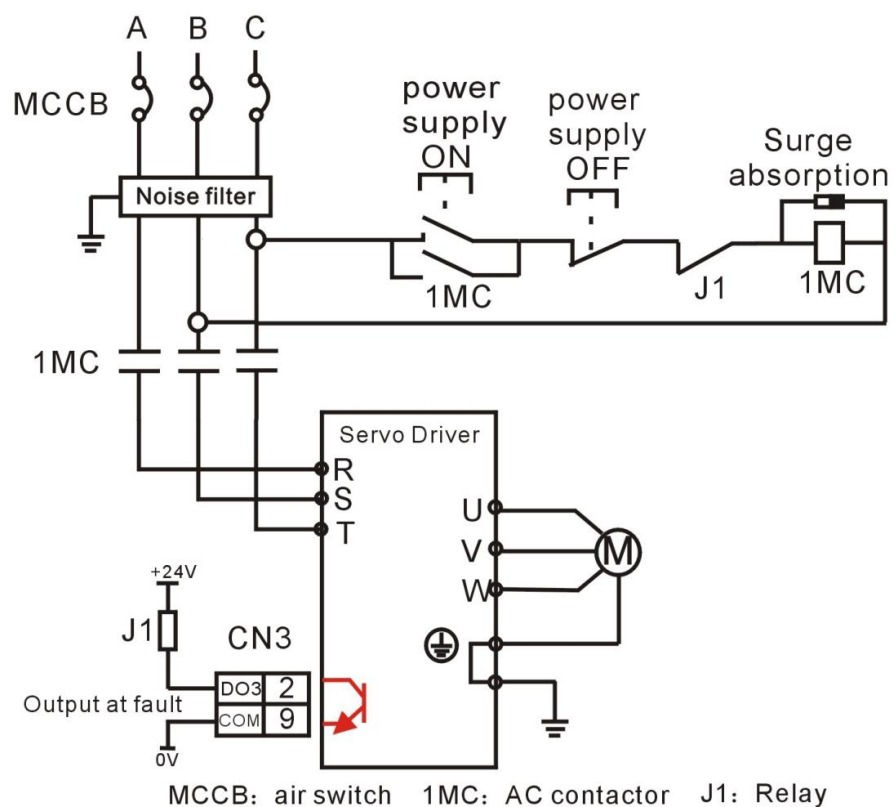 A B C
MCCB
Noise filter
power
supply
ON
power
supply
OFF
Surge
absorption
1MC
J1
1MC
1MC
Servo Driver
R
S
T
U
V
W
M
+24V
J1
CN3
DO3 2
Output at fault
COM 9
0V
MCCB: air switch 1MC: AC contactor J1: Relay